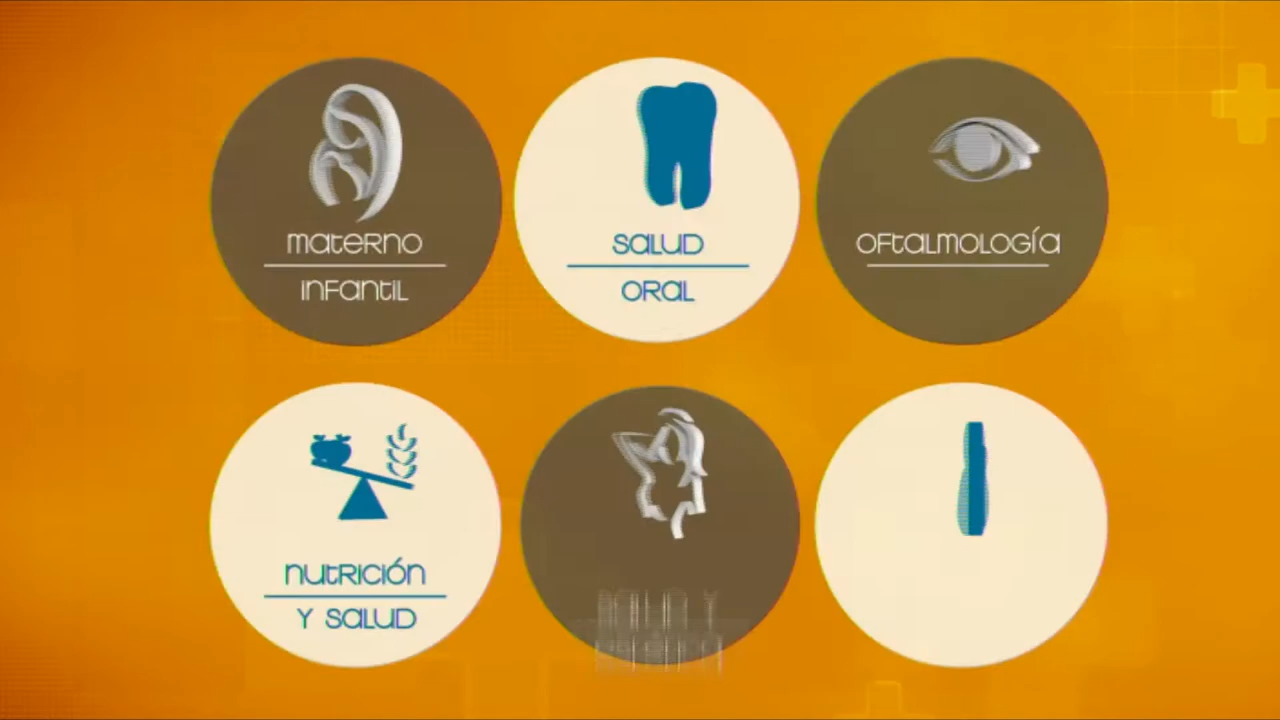 materno
infantil
salud
oral
oftalmología
nutrición
y salud